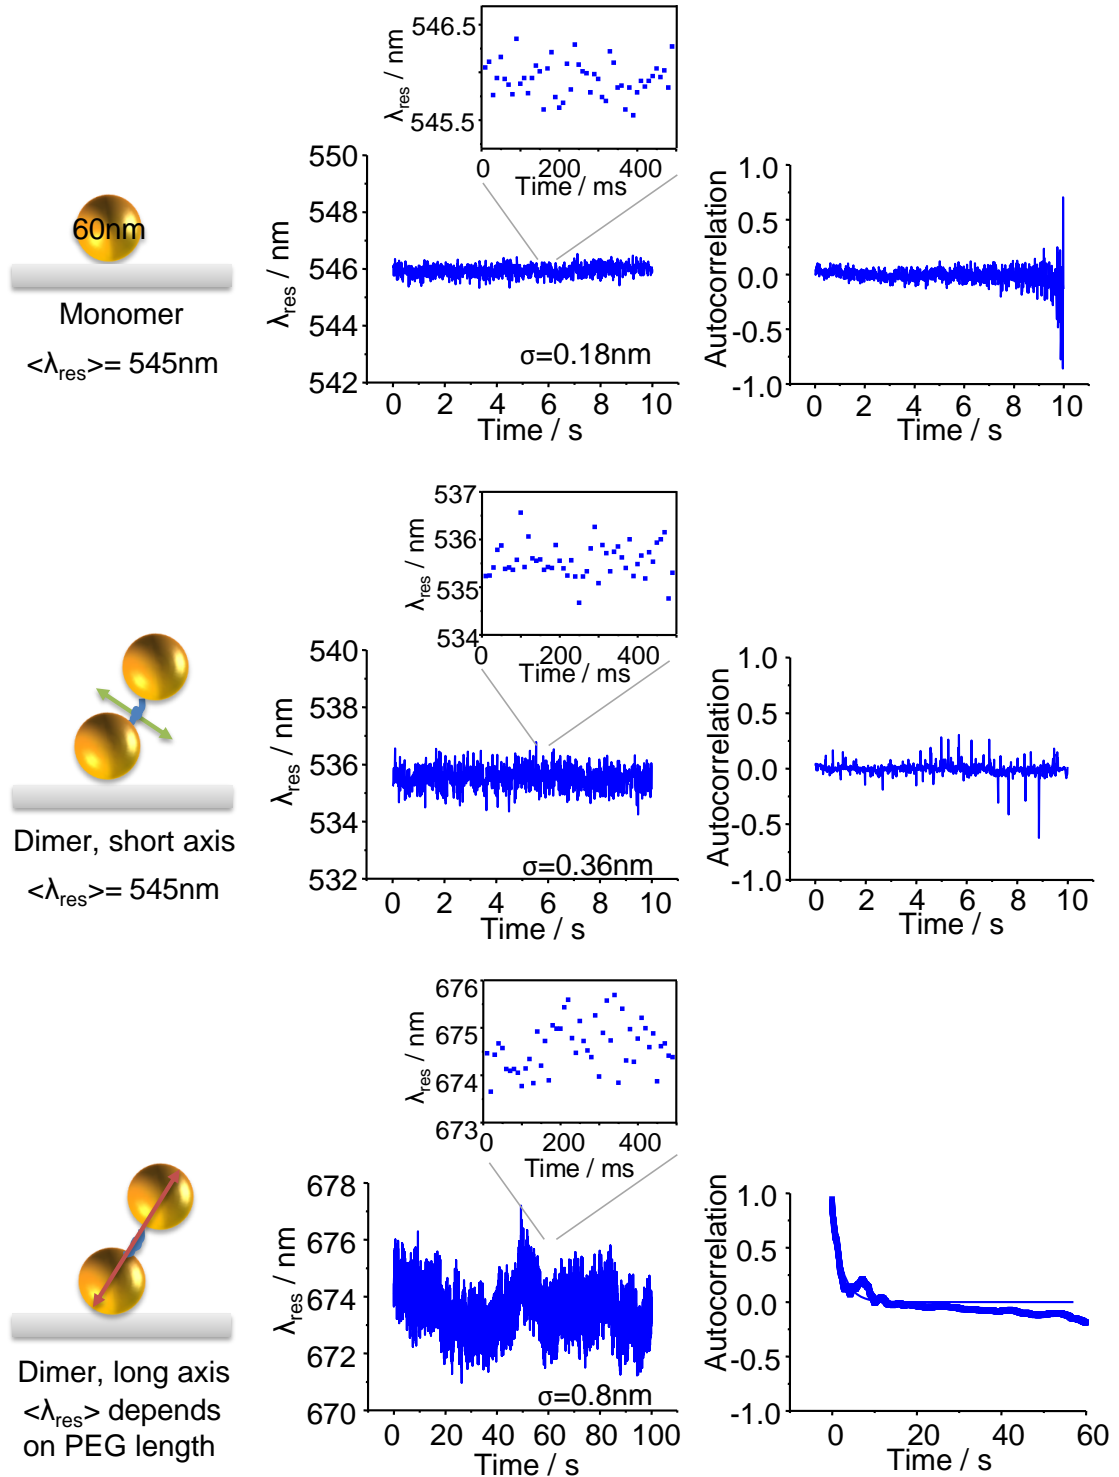 546.5
545.5
λres / nm
0
200
400
Time / ms
60nm
Monomer
<λres>= 545nm
550
548
546
544
542
λres / nm
σ=0.18nm
0 2 4 6 8 10
Time / s
1.0
0.5
0.0
-0.5
-1.0
Autocorrelation
0 2 4 6 8 10
Time / s
537
536
535
534
λres / nm
0 200 400
Time / ms
Dimer, short axis
<λres>= 545nm
540
538
536
534
532
λres / nm
σ=0.36nm
0 2 4 6 8 10
Time / s
1.0
0.5
0.0
-0.5
-1.0
Autocorrelation
0 2 4 6 8 10
Time / s
676
675
674
673
λres / nm
0 200 400
Time / ms
Dimer, long axis
<λres> depends
on PEG length
678
676
674
672
670
λres / nm
σ=0.8nm
0 20 40 60 80 100
Time / s
1.0
0.5
0.0
-0.5
-1.0
Autocorrelation
0 20 40 60
Time / s